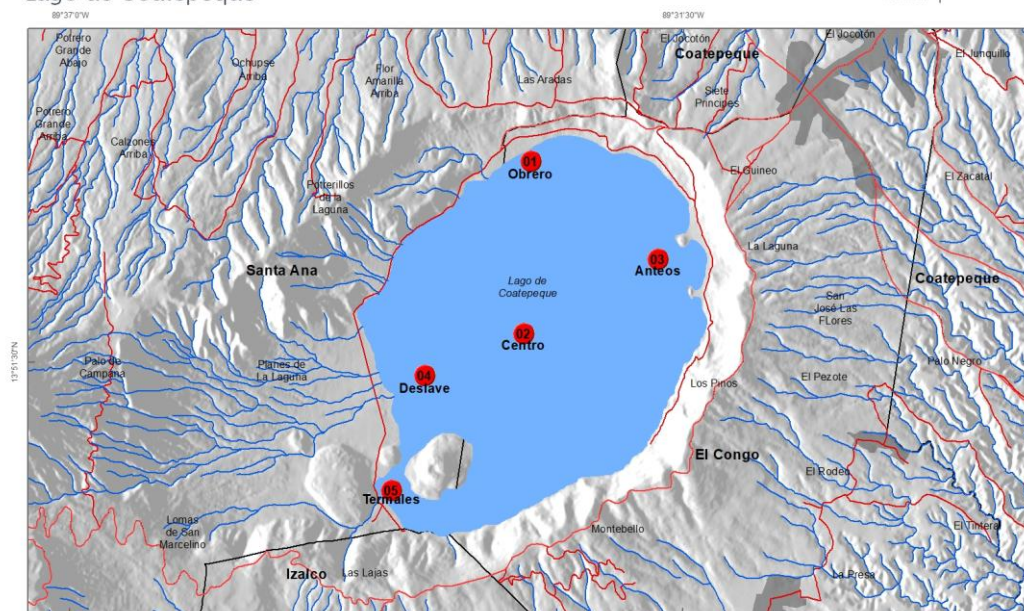 Lago de Coatepeque
89°37'0"W
89°31'30"W
Potrero
Grande
Abajo
Ochupse
Arriba
Flor
Amarilla
Arriba
Las Aradas
El Jocotón
Coatepeque
El Jocotón
El Junquillo
Siete
Principes
Potrero
Grande
Arriba
Calzones
Arriba
01
Obrero
El Guineo
El Zacatal
Potrerillos
de la
Laguna
La Laguna
Santa Ana
03
Anteos
Coatepeque
Lago de
Coatepeque
San
José Las
FLores
02
Centro
13°51'30"N
Palo de
Campana
Planes de
La Laguna
04
Deslave
Los Pinos
El Pezote
Palo Negro
El Congo
El Rodeo
05
Termales
Lomas
de San
Marcelino
Montebello
El Tintero
Izalco
Las Lajas
La Presa